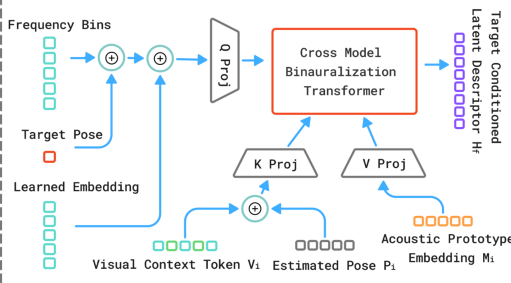 Frequency Bins
Target Pose
Learned Embedding
Q Proj
Cross Model
Binauralization
Transformer
Target Conditioned
Latent Descriptor Hf
K Proj
V Proj
Visual Context Token Vi
Estimated Pose Pi
Acoustic Prototype
Embedding Mi